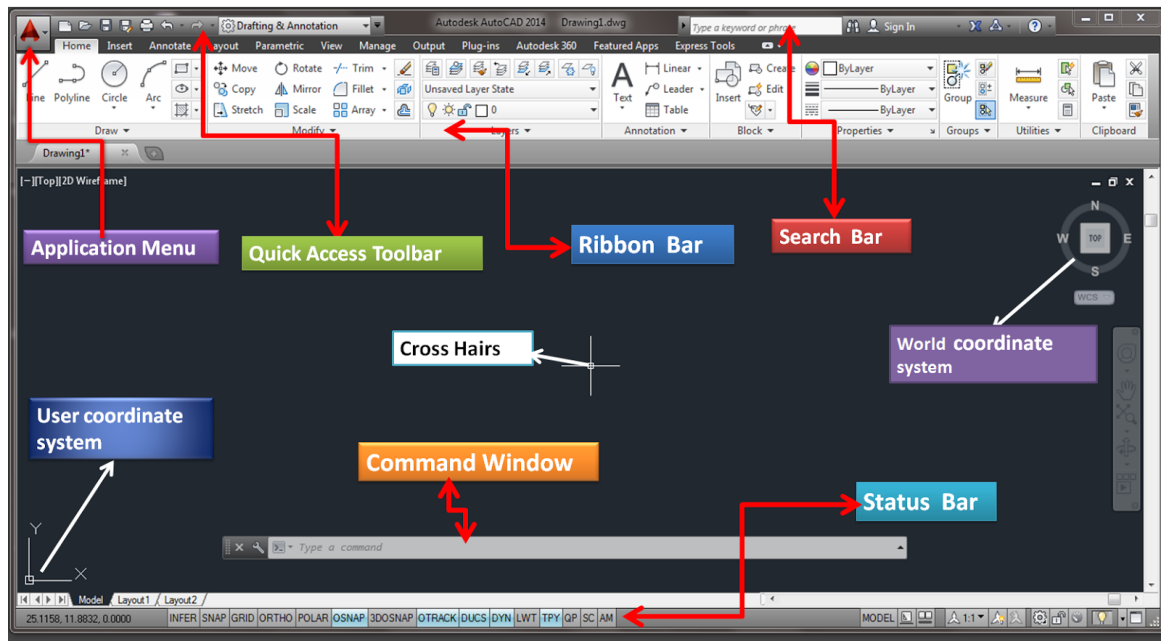 Drafting & Annotation
Autodesk AutoCAD 2014 Drawing1.dwg
Type a keyword or phrase
Sign In
Home Insert Annotate Layout Parametric View Manage Output Plug-ins Autodesk 360 Featured Apps Express Tools
Move Rotate Trim
Copy Mirror Fillet
Stretch Scale Array
Line Polyline Circle Arc
Unsaved Layer State
0
Text
Linear
Leader
Table
Insert
Create
Edit
ByLayer
ByLayer
ByLayer
Group
Measure
Paste
Draw Modify Layers Annotation Block Properties Groups Utilities Clipboard
Drawing1*
[−][Top][2D Wireframe]
N
W TOP E
S
WCS
Application Menu
Quick Access Toolbar
Ribbon Bar
Search Bar
Cross Hairs
World coordinate
system
User coordinate
system
Command Window
Status Bar
Y
X
Type a command
Model Layout1 Layout2
25.1158, 11.8832, 0.0000
INFER SNAP GRID ORTHO POLAR OSNAP 3DOSNAP OTRACK DUCS DYN LWT TPY QP SC AM
MODEL
1:1